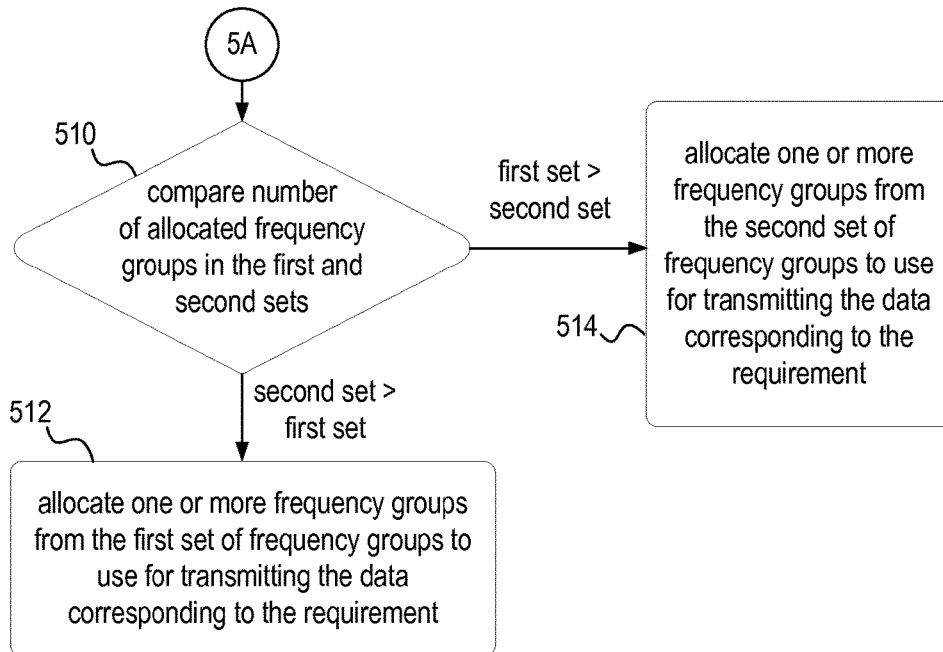 5A
510
compare number
of allocated frequency
groups in the first and
second sets
first set >
second set
allocate one or more
frequency groups from
the second set of
frequency groups to use
for transmitting the data
corresponding to the
requirement
514
second set >
first set
512
allocate one or more frequency groups
from the first set of frequency groups to
use for transmitting the data
corresponding to the requirement